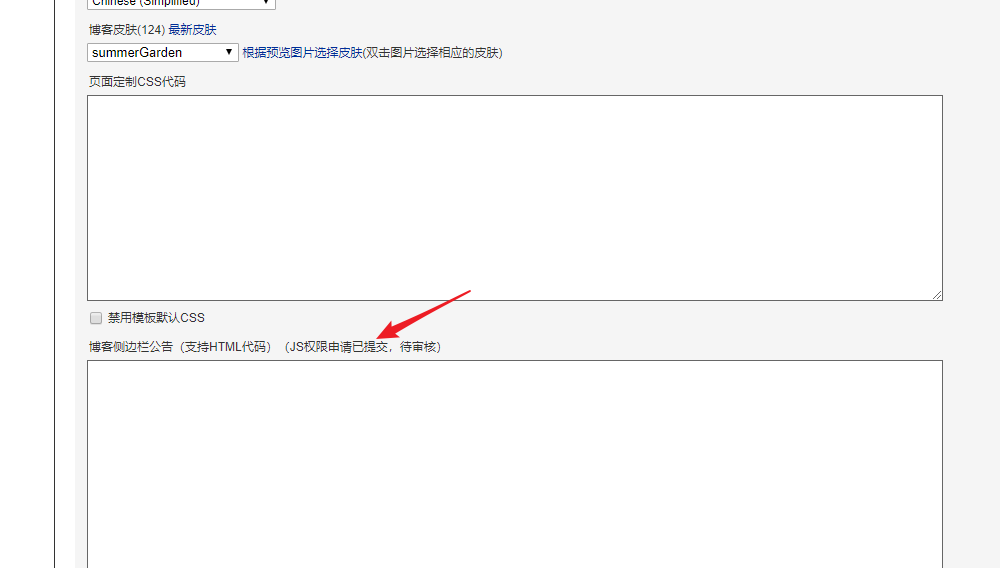 Chinese (Simplified)
博客皮肤(124) 最新皮肤
summerGarden 根据预览图片选择皮肤(双击图片选择相应的皮肤)
页面定制CSS代码
禁用模板默认CSS
博客侧边栏公告（支持HTML代码）（JS权限申请已提交，待审核）